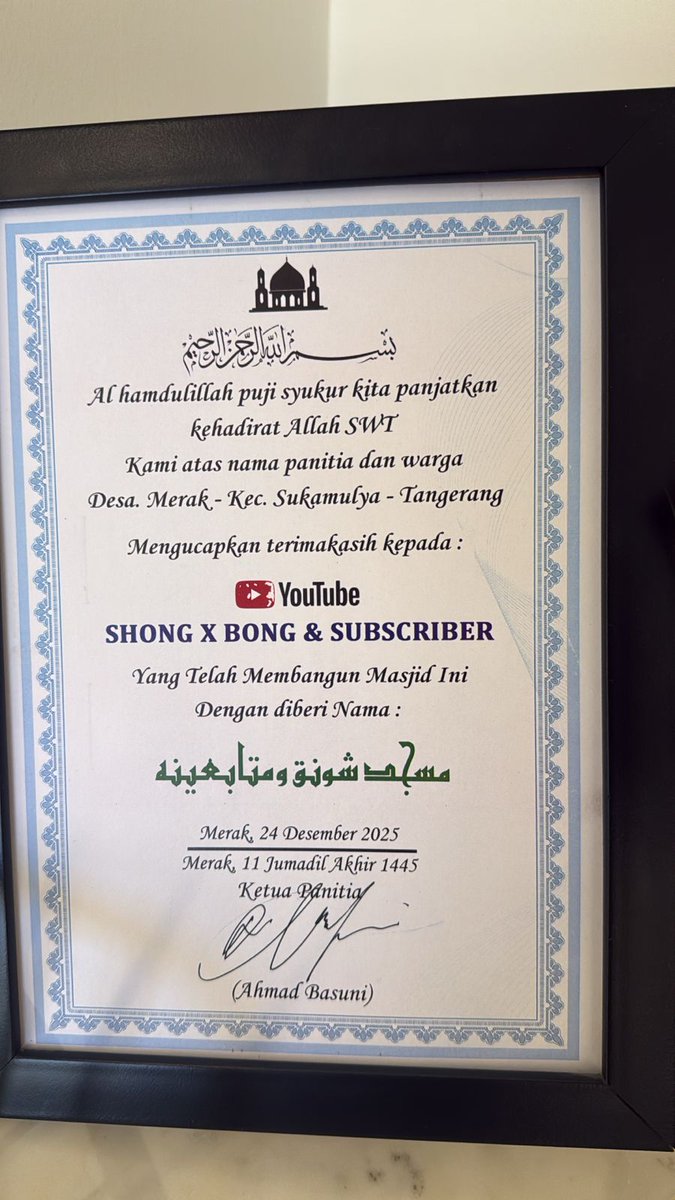 بسم الله الرحمن الرحيم
Al hamdulillah puji syukur kita panjatkan
kehadirat Allah SWT
Kami atas nama panitia dan warga
Desa. Merak - Kec. Sukamulya - Tangerang
Mengucapkan terimakasih kepada :
YouTube
SHONG X BONG & SUBSCRIBER
Yang Telah Membangun Masjid Ini
Dengan diberi Nama :
مسجد شونق ومتابعينه
Merak, 24 Desember 2025
Merak, 11 Jumadil Akhir 1445
Ketua Panitia
(Ahmad Basuni)